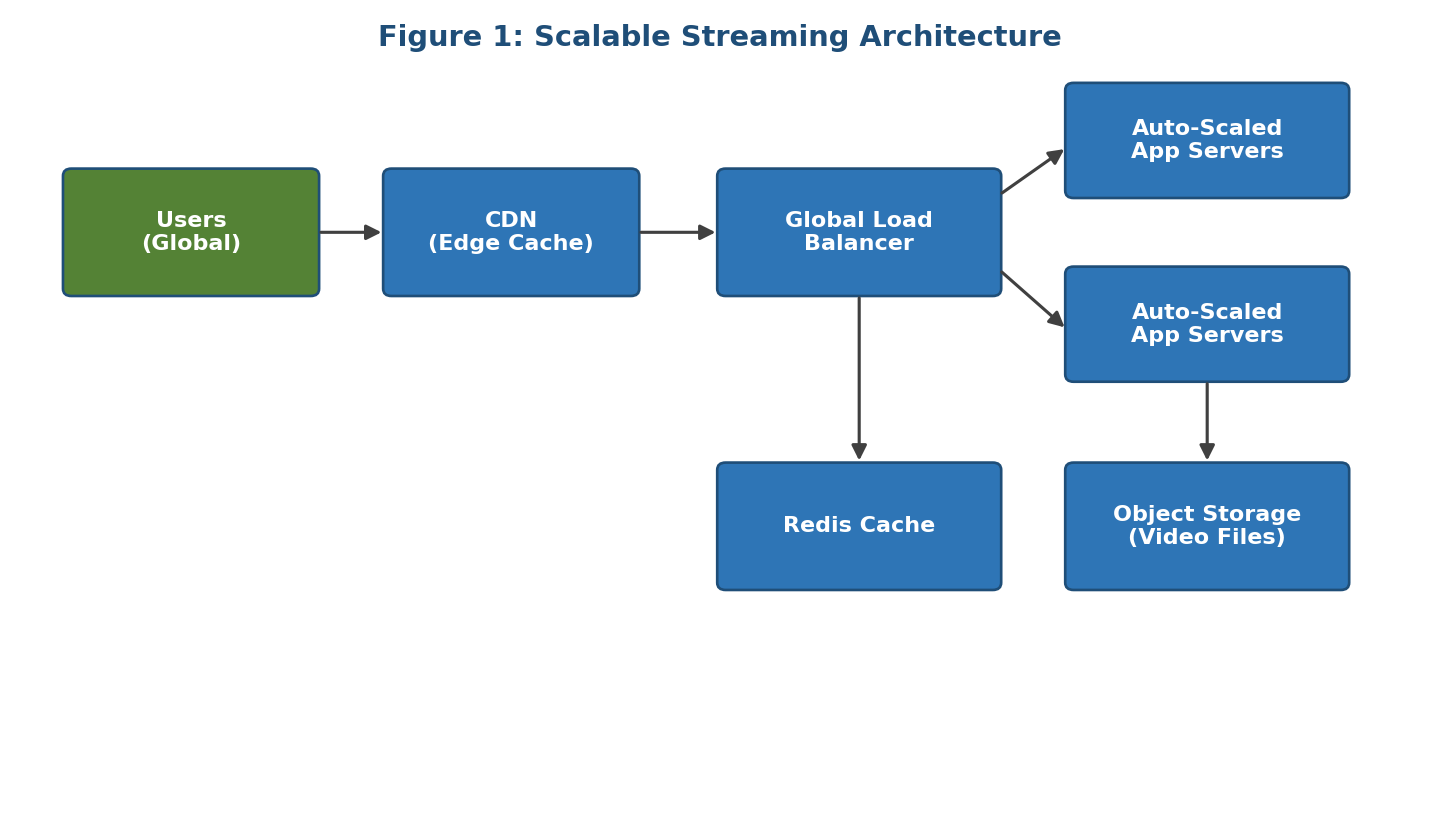 Figure 1: Scalable Streaming Architecture
Users
(Global)
CDN
(Edge Cache)
Global Load
Balancer
Auto-Scaled
App Servers
Auto-Scaled
App Servers
Redis Cache
Object Storage
(Video Files)